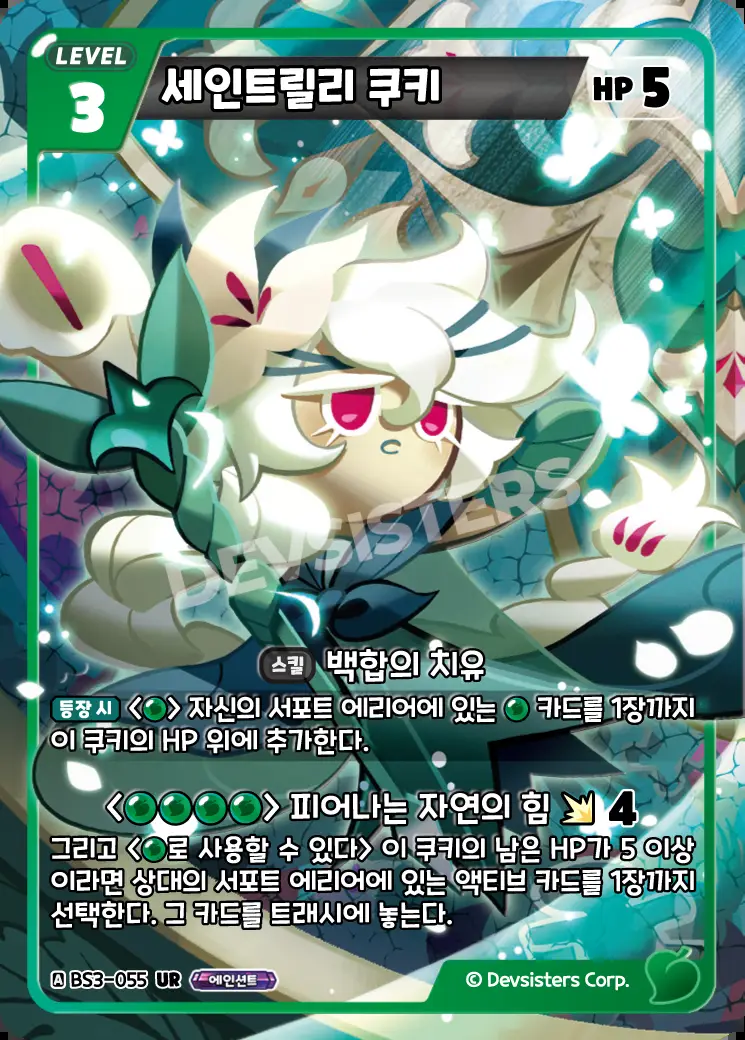 LEVEL
3
세인트릴리 쿠키
HP 5
DEVSISTERS
스킬 백합의 치유
등장 시 < > 자신의 서포트 에리어에 있는 카드를 1장까지
이 쿠키의 HP 위에 추가한다.
< > 피어나는 자연의 힘 4
그리고 < 로 사용할 수 있다> 이 쿠키의 남은 HP가 5 이상
이라면 상대의 서포트 에리어에 있는 액티브 카드를 1장까지
선택한다. 그 카드를 트래시에 놓는다.
A BS3-055 UR 에인션트
© Devsisters Corp.